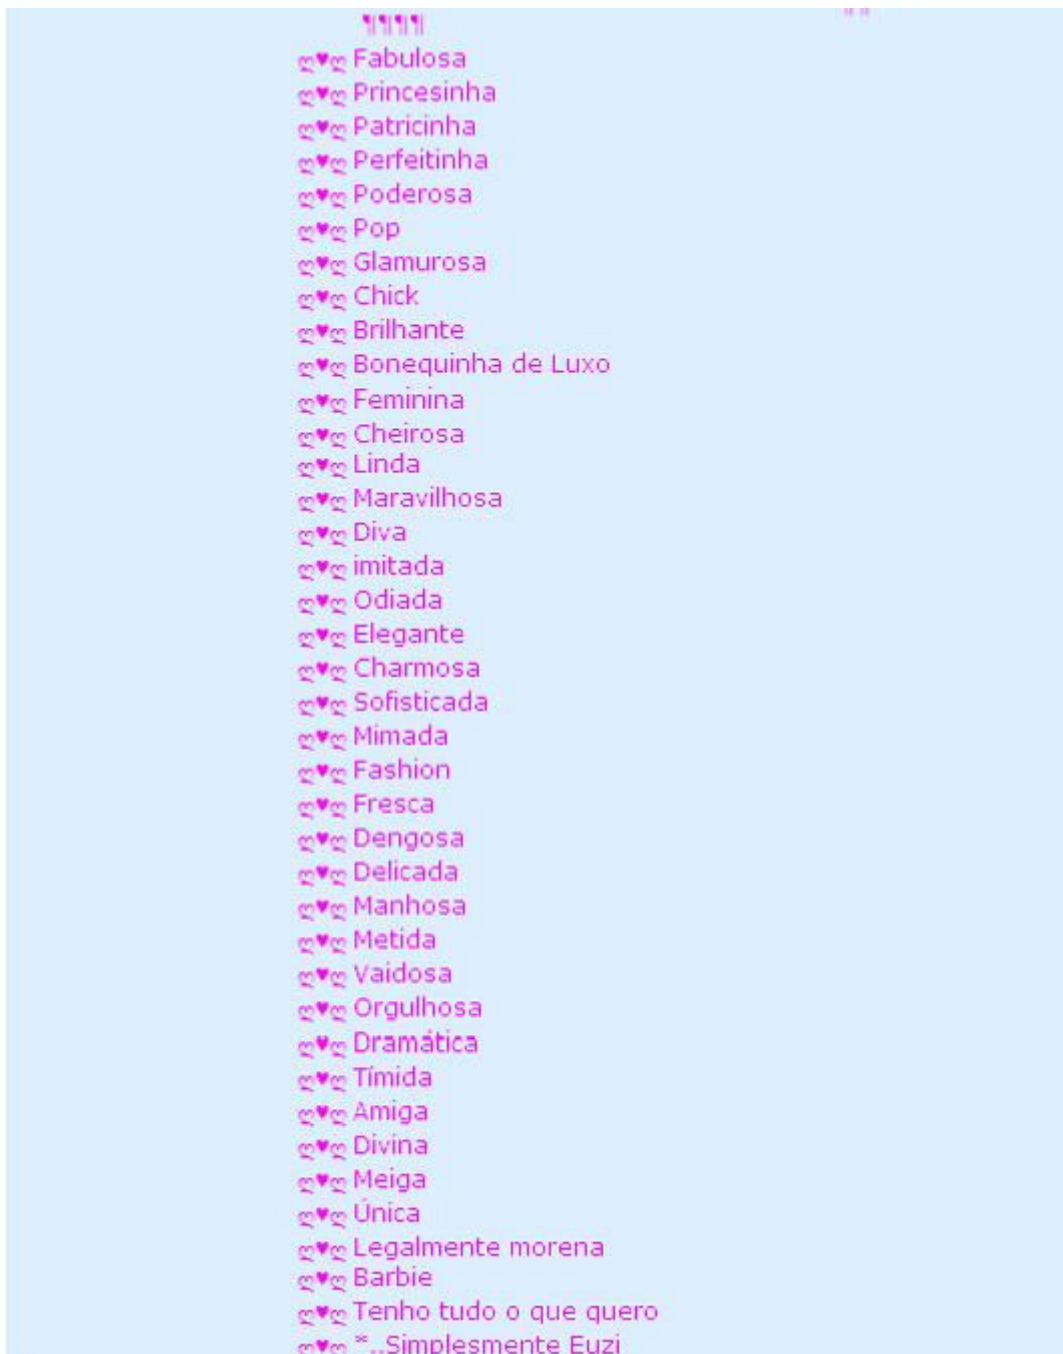 ¶¶¶¶
ღ♥ღ Fabulosa
ღ♥ღ Princesinha
ღ♥ღ Patricinha
ღ♥ღ Perfeitinha
ღ♥ღ Poderosa
ღ♥ღ Pop
ღ♥ღ Glamurosa
ღ♥ღ Chick
ღ♥ღ Brilhante
ღ♥ღ Bonequinha de Luxo
ღ♥ღ Feminina
ღ♥ღ Cheirosa
ღ♥ღ Linda
ღ♥ღ Maravilhosa
ღ♥ღ Diva
ღ♥ღ imitada
ღ♥ღ Odiada
ღ♥ღ Elegante
ღ♥ღ Charmosa
ღ♥ღ Sofisticada
ღ♥ღ Mimada
ღ♥ღ Fashion
ღ♥ღ Fresca
ღ♥ღ Dengosa
ღ♥ღ Delicada
ღ♥ღ Manhosa
ღ♥ღ Metida
ღ♥ღ Vaidosa
ღ♥ღ Orgulhosa
ღ♥ღ Dramática
ღ♥ღ Tímida
ღ♥ღ Amiga
ღ♥ღ Divina
ღ♥ღ Meiga
ღ♥ღ Única
ღ♥ღ Legalmente morena
ღ♥ღ Barbie
ღ♥ღ Tenho tudo o que quero
ღ♥ღ *..Simplesmente Euzi